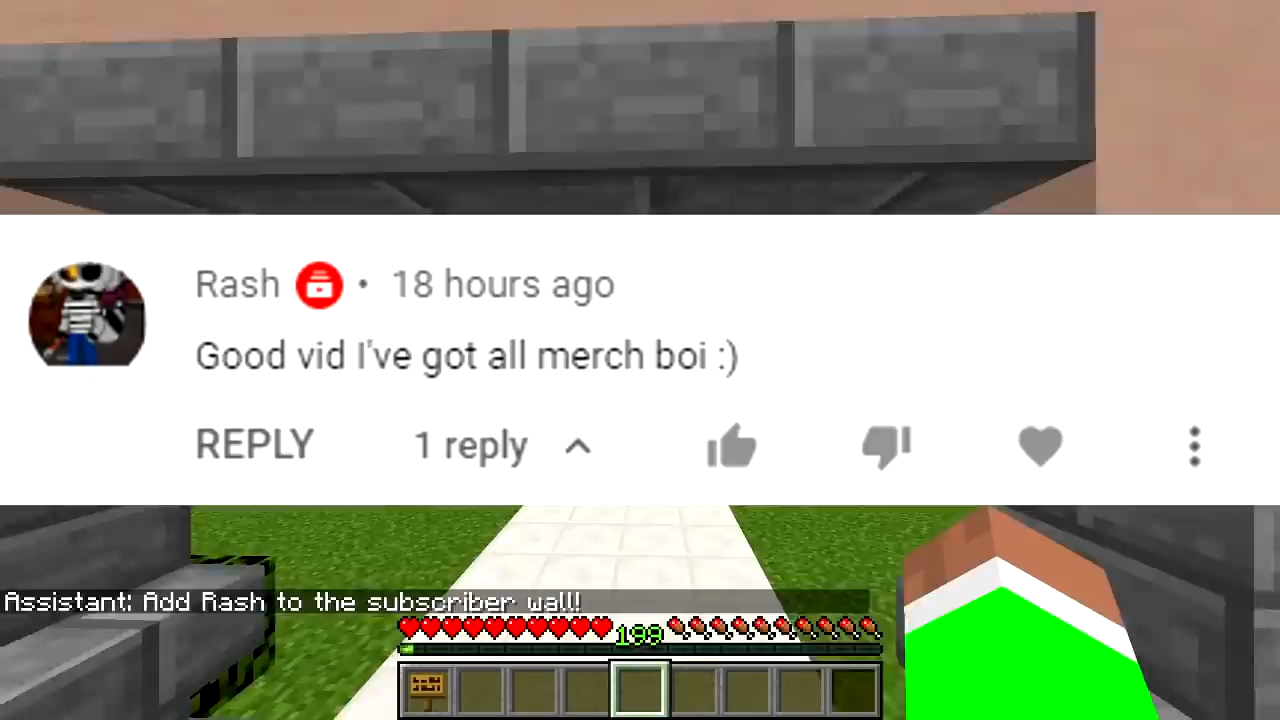 Rash • 18 hours ago
Good vid I've got all merch boi :)
REPLY 1 reply
Assistant: Add Rash to the subscriber wall!
199